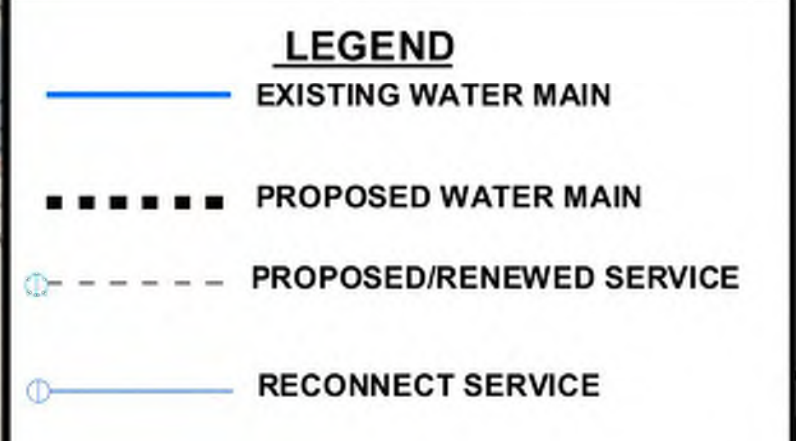 LEGEND
EXISTING WATER MAIN
PROPOSED WATER MAIN
PROPOSED/RENEWED SERVICE
RECONNECT SERVICE